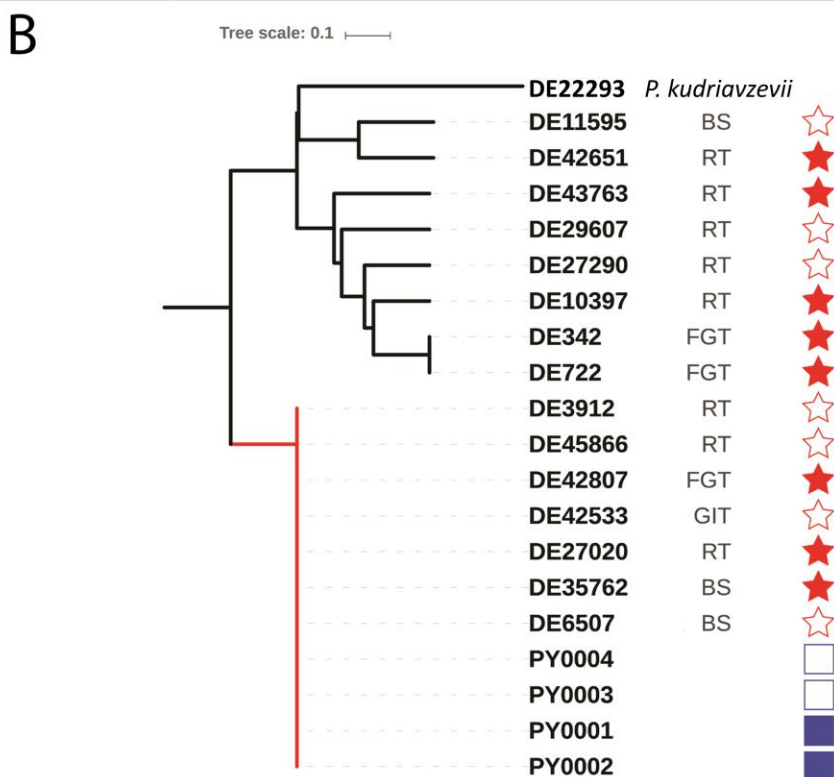 B
Tree scale: 0.1
DE22293 P. kudriavzevii
DE11595 BS
DE42651 RT
DE43763 RT
DE29607 RT
DE27290 RT
DE10397 RT
DE342 FGT
DE722 FGT
DE3912 RT
DE45866 RT
DE42807 FGT
DE42533 GIT
DE27020 RT
DE35762 BS
DE6507 BS
PY0004
PY0003
PY0001
PY0002